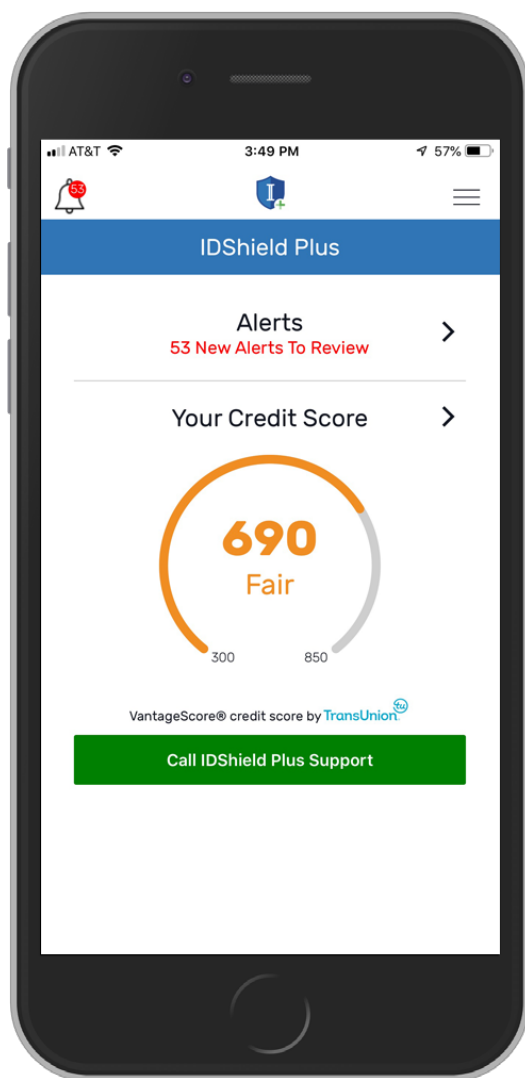 AT&T 3:49 PM 57%
53
IDShield Plus
Alerts
53 New Alerts To Review
Your Credit Score
690
Fair
300 850
VantageScore® credit score by TransUnion tu
Call IDShield Plus Support